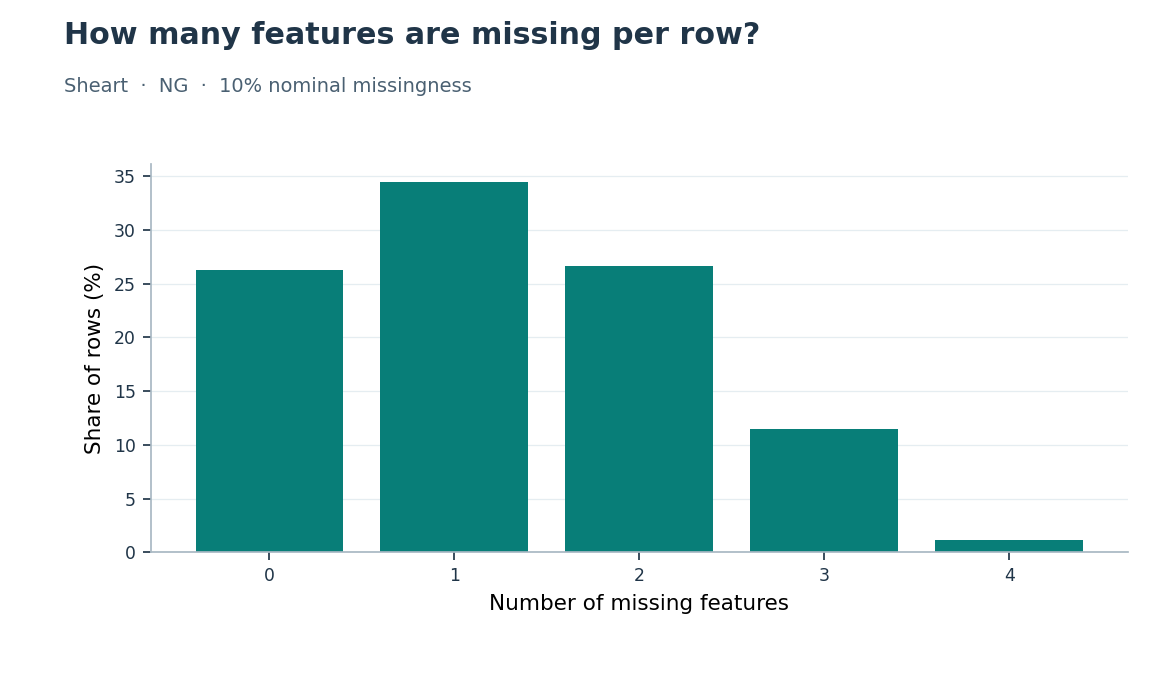 How many features are missing per row?
Sheart · NG · 10% nominal missingness
35
30
25
20
15
10
5
0
Share of rows (%)
0 1 2 3 4
Number of missing features